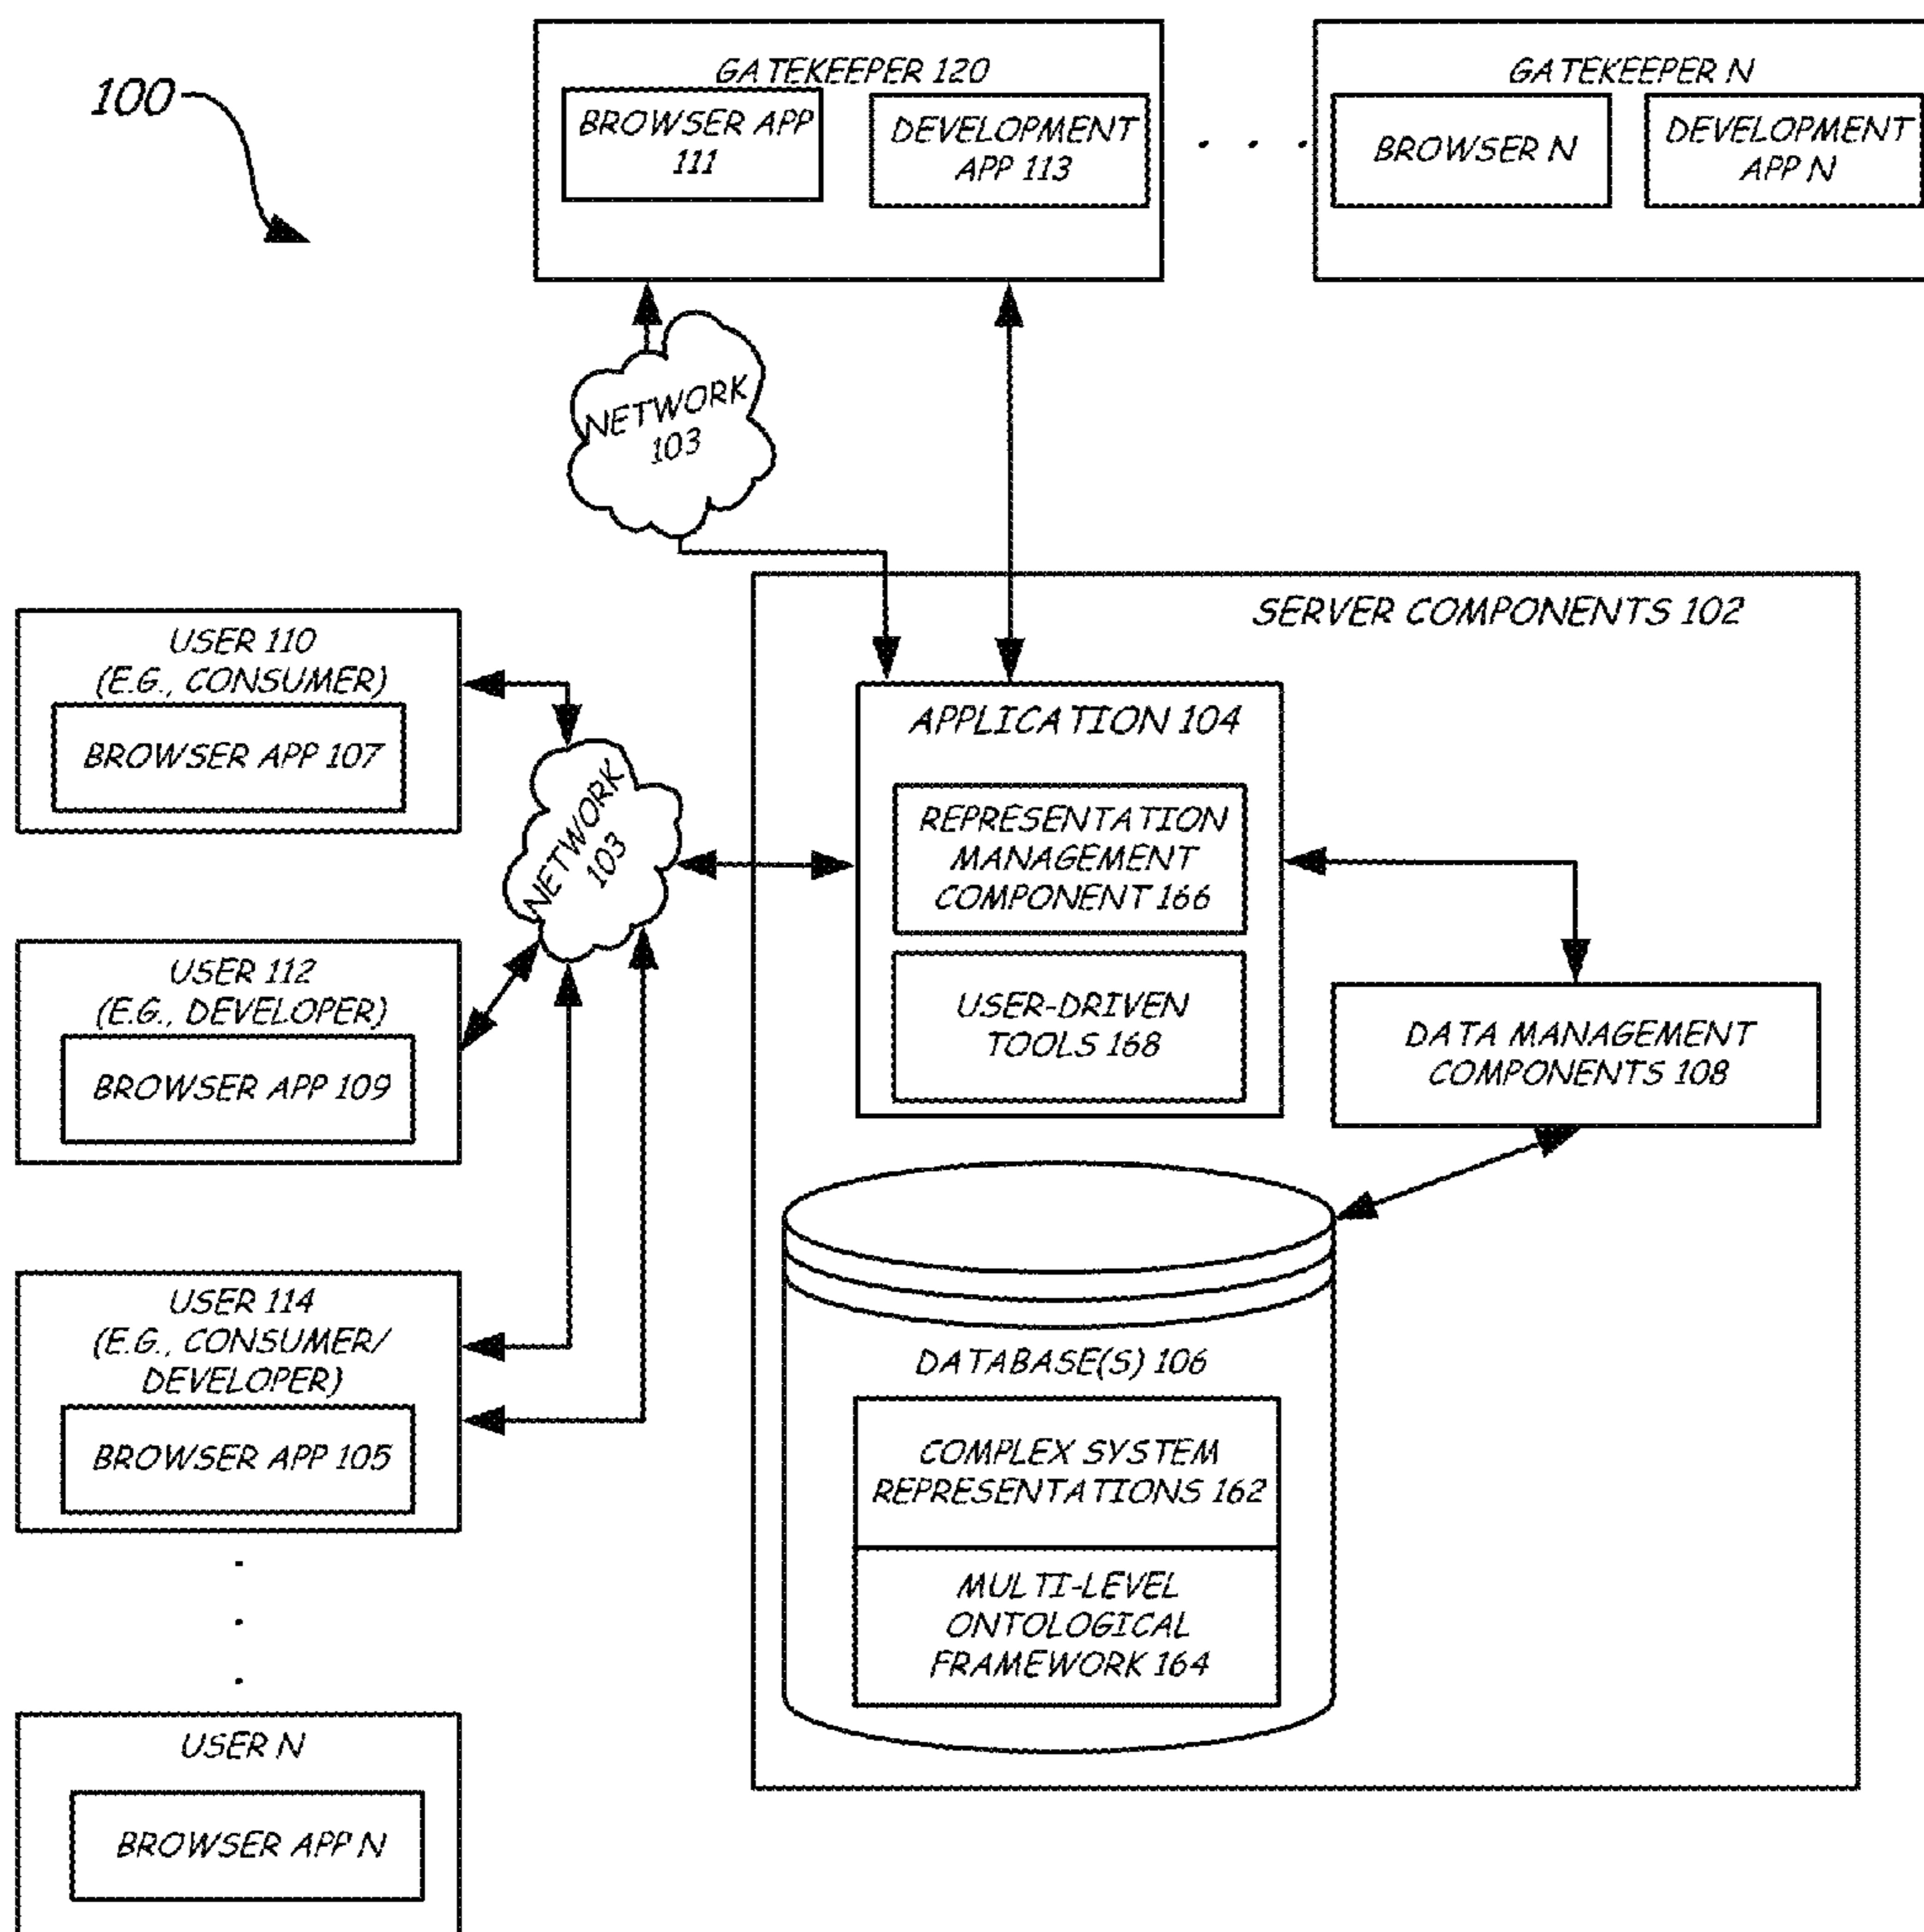 100
GATEKEEPER 120
BROWSER APP
111
DEVELOPMENT
APP 113
. . .
GATEKEEPER N
BROWSER N
DEVELOPMENT
APP N
NETWORK
103
SERVER COMPONENTS 102
USER 110
(E.G., CONSUMER)
BROWSER APP 107
NETWORK
103
APPLICATION 104
REPRESENTATION
MANAGEMENT
COMPONENT 166
USER-DRIVEN
TOOLS 168
USER 112
(E.G., DEVELOPER)
BROWSER APP 109
DATA MANAGEMENT
COMPONENTS 108
USER 114
(E.G., CONSUMER/
DEVELOPER)
BROWSER APP 105
DATABASE(S) 106
COMPLEX SYSTEM
REPRESENTATIONS 162
MULTI-LEVEL
ONTOLOGICAL
FRAMEWORK 164
.
.
.
USER N
BROWSER APP N